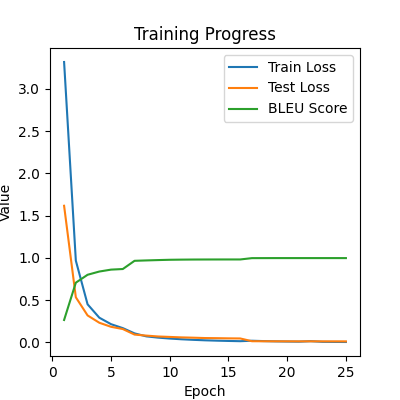 Training Progress
Train Loss
Test Loss
BLEU Score
Value
3.0
2.5
2.0
1.5
1.0
0.5
0.0
0 5 10 15 20 25
Epoch